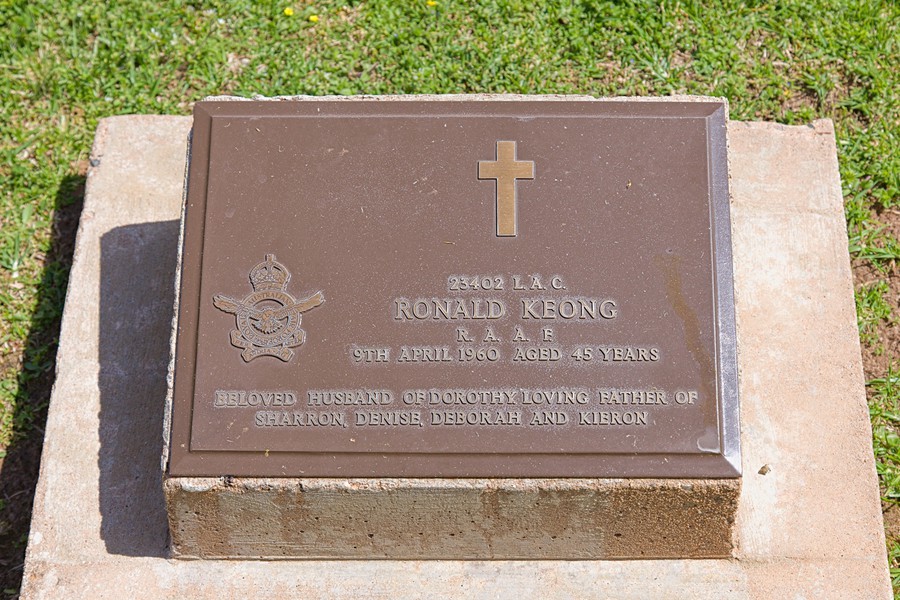 23402 L.A.C.
RONALD KEONG
R. A. A. F.
9TH APRIL 1960 AGED 45 YEARS
BELOVED HUSBAND OF DOROTHY, LOVING FATHER OF
SHARRON, DENISE, DEBORAH AND KIERON
AUSTRALIAN